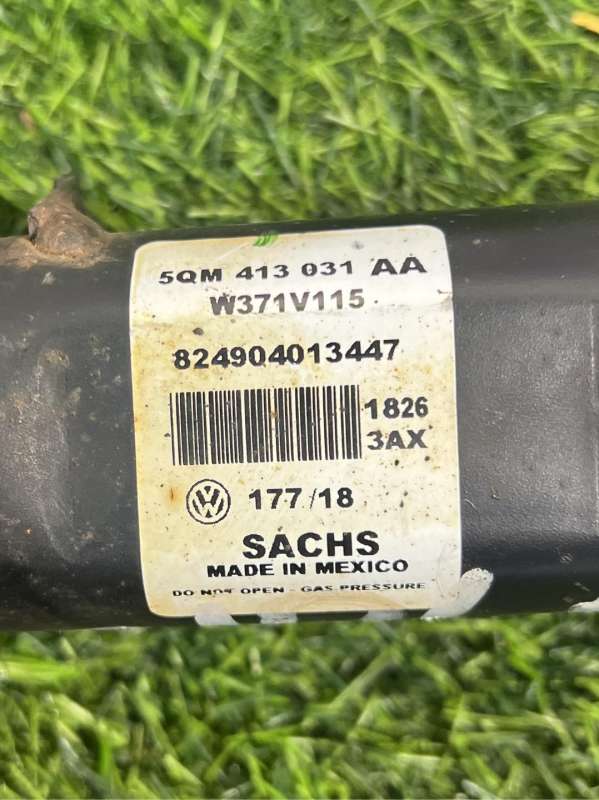 5QM 413 031 AA
W371V115
824904013447
1826
3AX
177/18
SACHS
MADE IN MEXICO
DO NOT OPEN - GAS PRESSURE